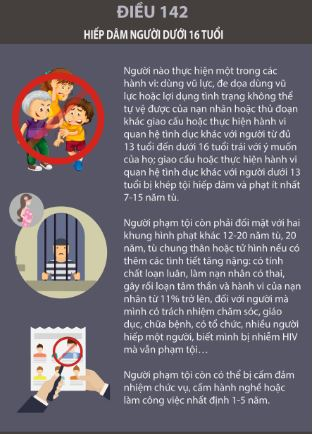 ĐIỀU 142
HIẾP DÂM NGƯỜI DƯỚI 16 TUỔI
Người nào thực hiện một trong các
hành vi: dùng vũ lực, đe dọa dùng vũ
lực hoặc lợi dụng tình trạng không thể
tự vệ được của nạn nhân hoặc thủ đoạn
khác giao cấu hoặc thực hiện hành vi
quan hệ tình dục khác với người từ đủ
13 tuổi đến dưới 16 tuổi trái với ý muốn
của họ; giao cấu hoặc thực hiện hành vi
quan hệ tình dục khác với người dưới 13
tuổi bị khép tội hiếp dâm và phạt ít nhất
7-15 năm tù.
Người phạm tội còn phải đối mặt với hai
khung hình phạt khác 12-20 năm tù, 20
năm, tù chung thân hoặc tử hình nếu có
thêm các tình tiết tăng nặng: có tính
chất loạn luân, làm nạn nhân có thai,
gây rối loạn tâm thần và hành vi của nạn
nhân từ 11% trở lên, đối với người mà
mình có trách nhiệm chăm sóc, giáo
dục, chữa bệnh, có tổ chức, nhiều người
hiếp một người, biết mình bị nhiễm HIV
mà vẫn phạm tội...
Người phạm tội còn có thể bị cấm đảm
nhiệm chức vụ, cấm hành nghề hoặc
làm công việc nhất định 1-5 năm.